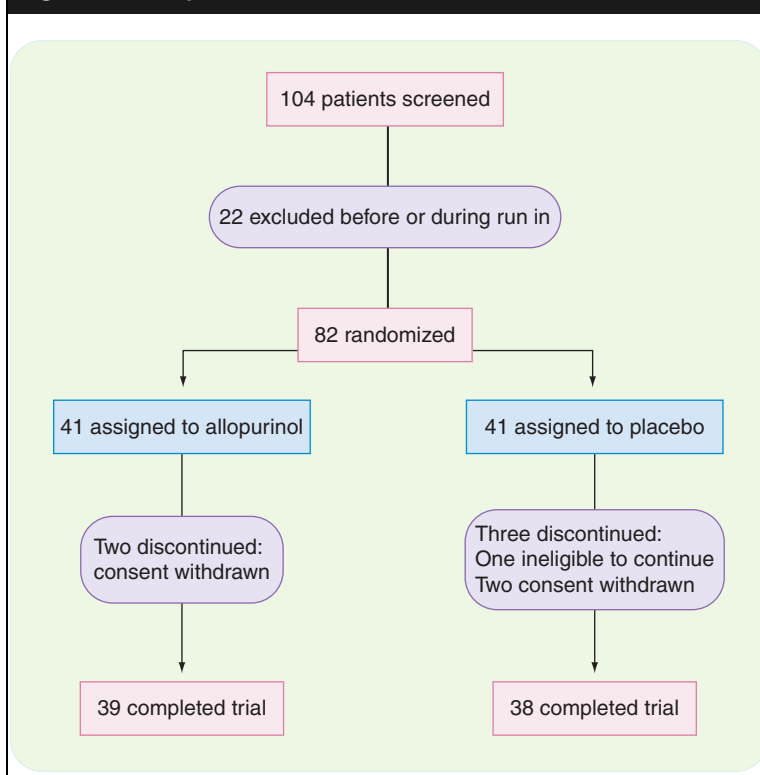 104 patients screened
22 excluded before or during run in
82 randomized
41 assigned to allopurinol
41 assigned to placebo
Two discontinued:
consent withdrawn
Three discontinued:
One ineligible to continue
Two consent withdrawn
39 completed trial
38 completed trial